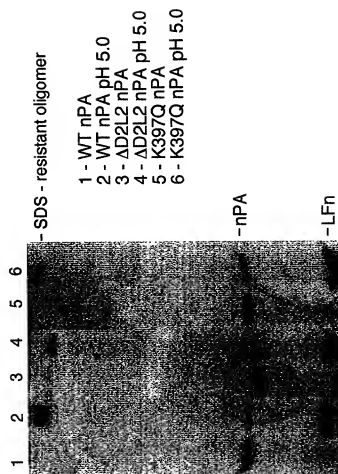 1 2 3 4 5 6
– SDS - resistant oligomer
1 - WT nPA
2 - WT nPA pH 5.0
3 - ΔD2L2 nPA
4 - ΔD2L2 nPA pH 5.0
5 - K397Q nPA
6 - K397Q nPA pH 5.0
– nPA
– LFn